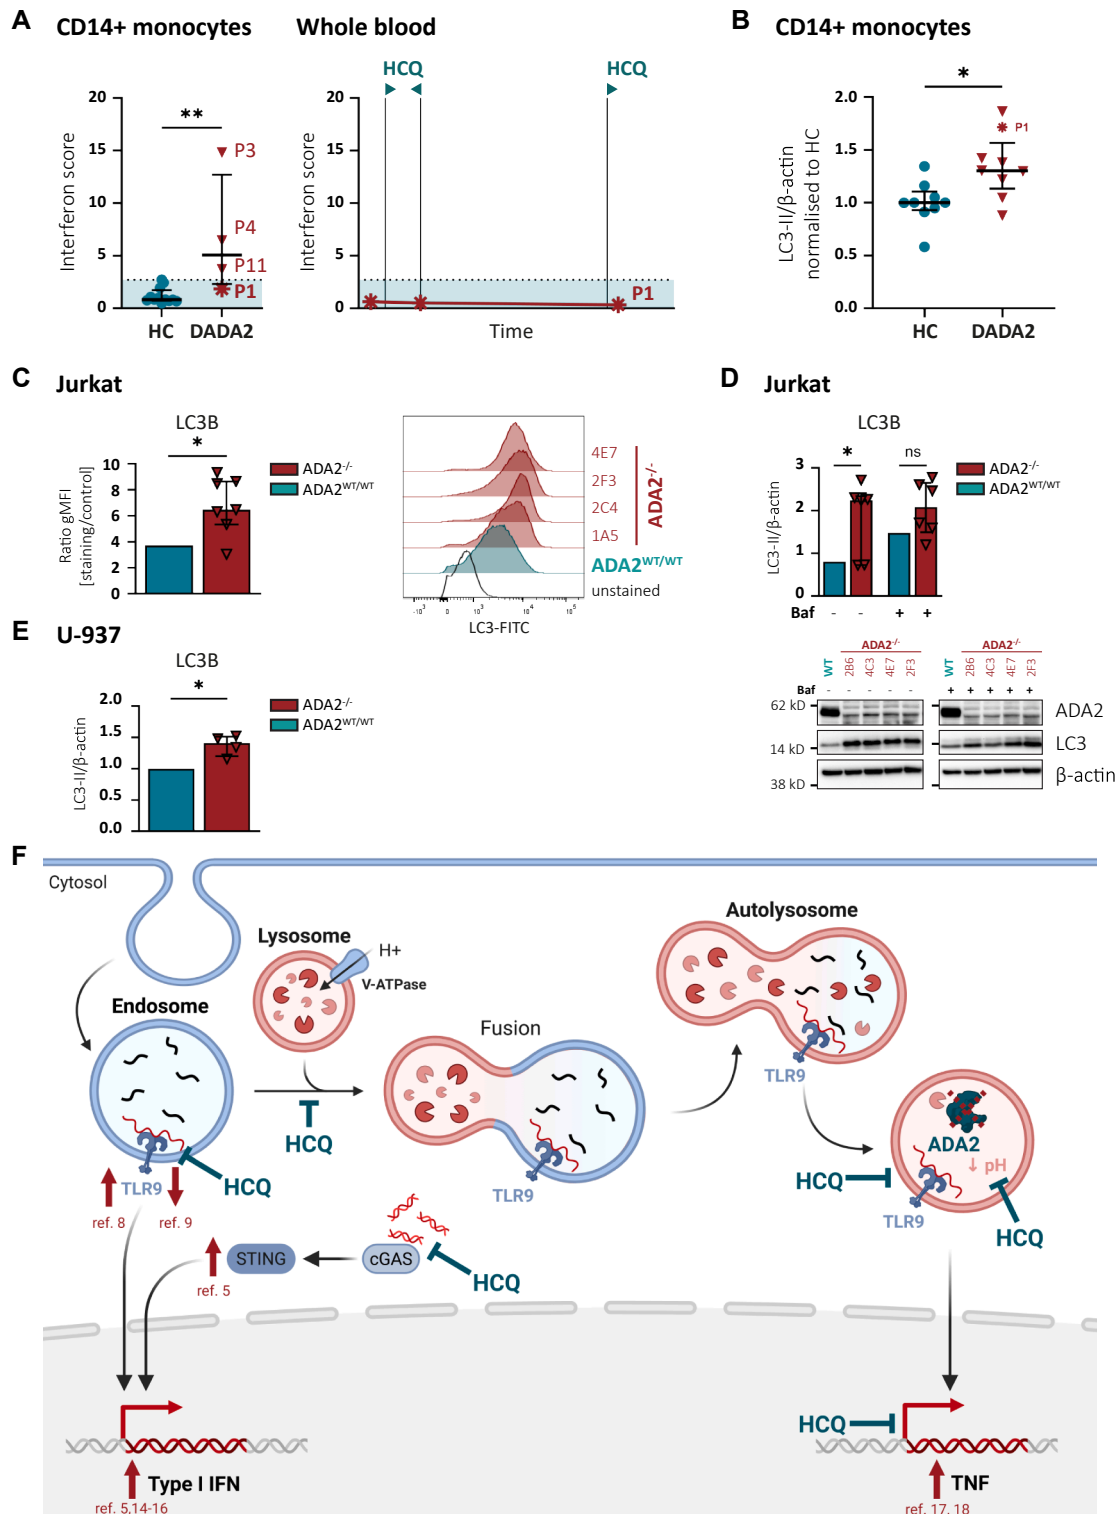 A CD14+ monocytes Whole blood
HCQ HCQ
Interferon score
20
15
10
5
0
**
P3
P4
P11
P1
HC DADA2
Interferon score
20
15
10
5
0
P1
Time
B CD14+ monocytes
*
LC3-II/β-actin
normalised to HC
2.0
1.5
1.0
0.5
0.0
P1
HC DADA2
C Jurkat
LC3B
*
Ratio gMFI
[staining/control]
10
8
6
4
2
0
ADA2-/-
ADA2WT/WT
4E7
2F3
2C4
1A5
ADA2-/-
ADA2WT/WT
unstained
-10³ 0 10³ 10⁴ 10⁵
LC3-FITC
D Jurkat
LC3B
* ns
LC3-II/β-actin
3
2
1
0
ADA2-/-
ADA2WT/WT
Baf - - + +
ADA2-/- ADA2-/-
WT 2B6 4C3 4E7 2F3 WT 2B6 4C3 4E7 2F3
Baf - - - - - + + + + +
62 kD ADA2
14 kD LC3
38 kD β-actin
E U-937
LC3B
*
LC3-II/β-actin
2.0
1.5
1.0
0.5
0.0
ADA2-/-
ADA2WT/WT
F
Cytosol
Lysosome
H+
V-ATPase
Autolysosome
Endosome
Fusion
TLR9
HCQ
TLR9
HCQ
ref. 8 ref. 9
TLR9
ADA2
↓ pH
HCQ
TLR9
HCQ
STING
cGAS
HCQ
ref. 5
HCQ
Type I IFN
ref. 5,14-16
TNF
ref. 17, 18